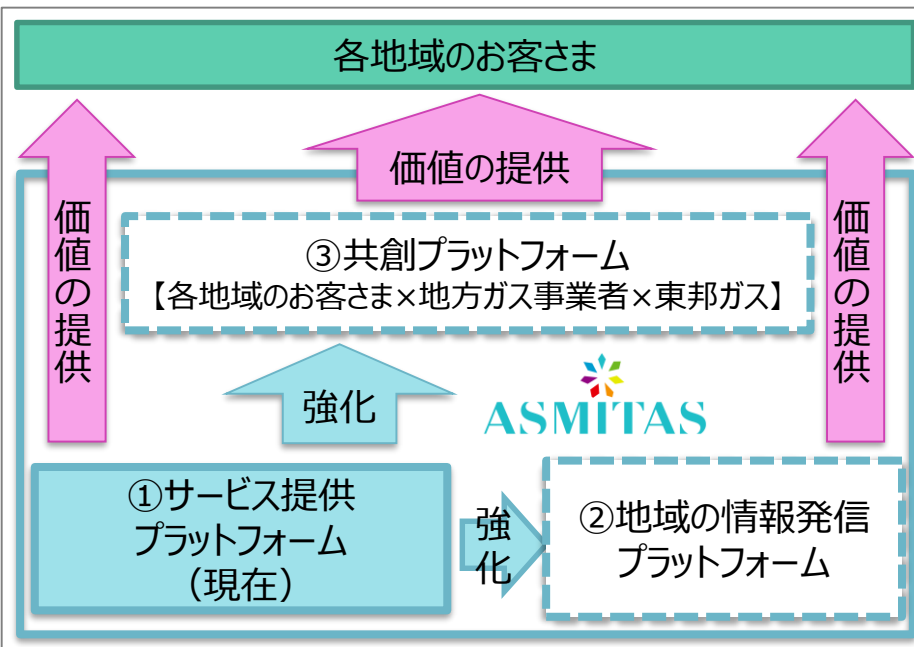 各地域のお客さま
価値の提供
価値の提供
価値の提供
③共創プラットフォーム
【各地域のお客さま×地方ガス事業者×東邦ガス】
強化
ASMITAS
①サービス提供
プラットフォーム
（現在）
強化
②地域の情報発信
プラットフォーム